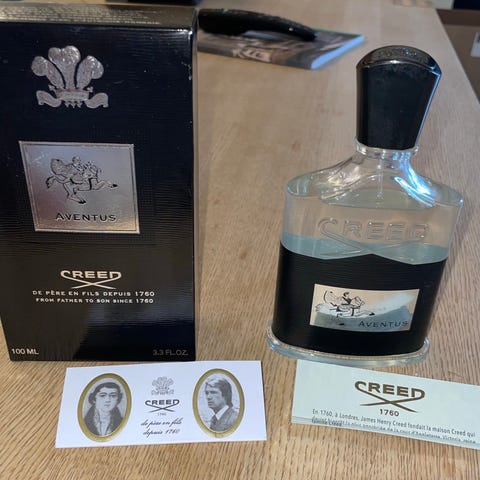 AVENTUS
CREED
DE PÈRE EN FILS DEPUIS 1760
FROM FATHER TO SON SINCE 1760
100 ML 3.3 FL.OZ.
CREED
AVENTUS
CREED
1760
de père en fils
depuis 1760
CREED
1760
En 1760, à Londres, James Henry Creed fondait la maison Creed qui